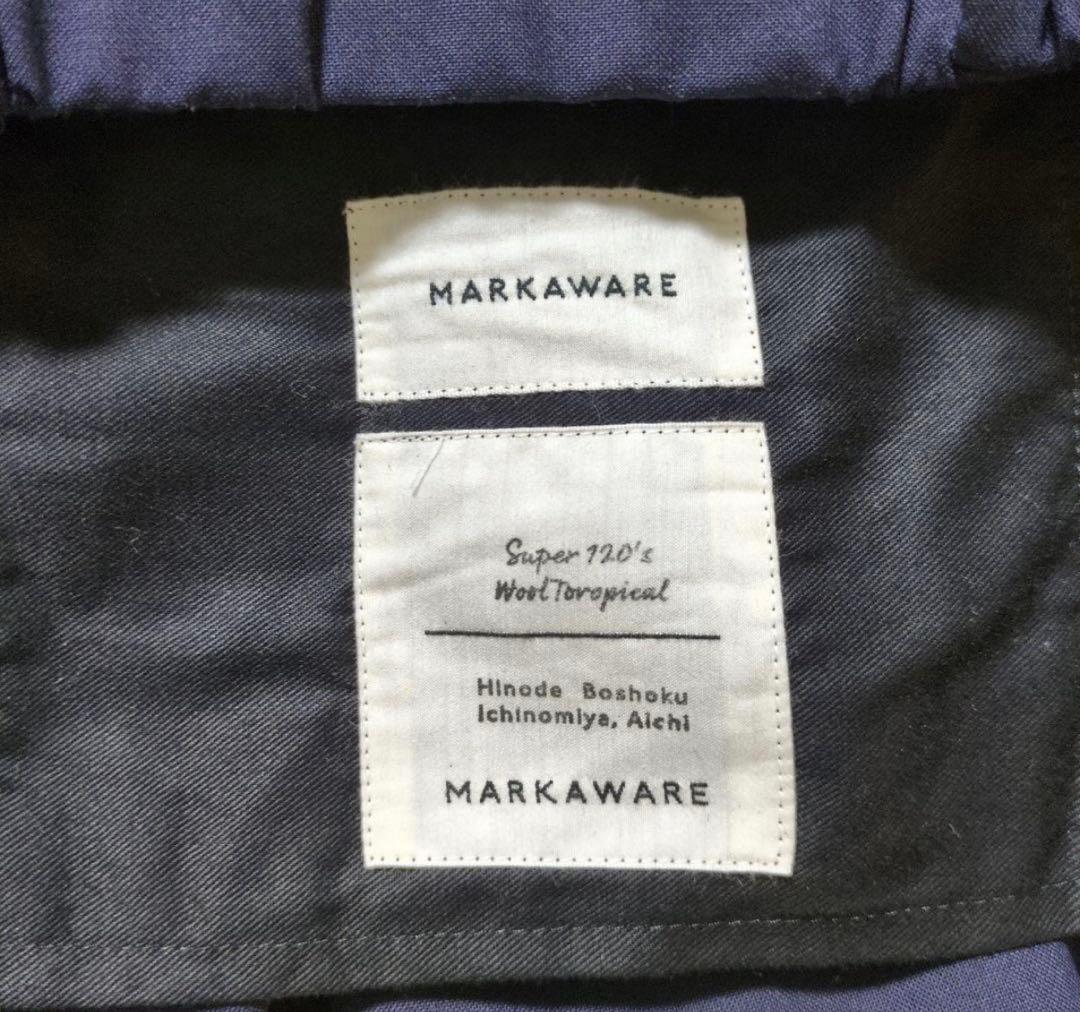 MARKAWARE
Super 120's
Wool Toropical
Hinode Boshoku
Ichinomiya, Aichi
MARKAWARE